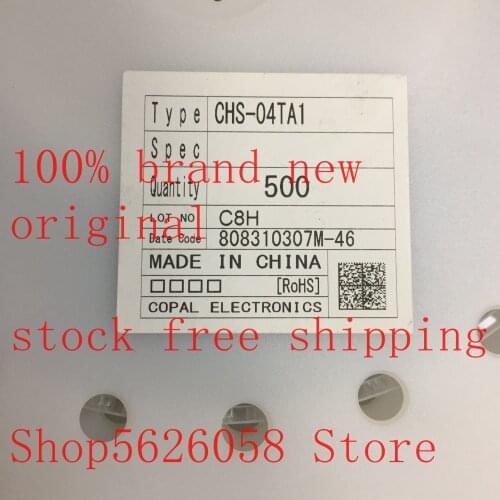 Type CHS-04TA1
Spec
100% brand new
Quantity 500
original
LOT NO C8H
Date Code 808310307M-46
MADE IN CHINA
□□□□ [RoHS]
COPAL ELECTRONICS
stock free shipping
Shop5626058 Store